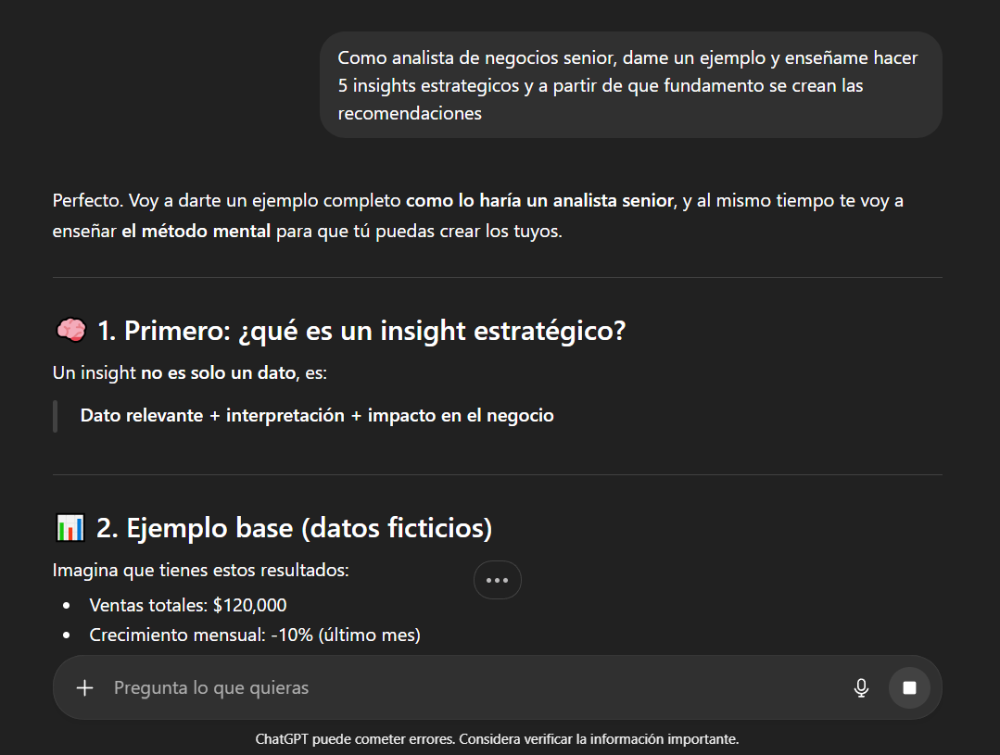 Como analista de negocios senior, dame un ejemplo y enseñame hacer
5 insights estrategicos y a partir de que fundamento se crean las
recomendaciones
Perfecto. Voy a darte un ejemplo completo como lo haría un analista senior, y al mismo tiempo te voy a
enseñar el método mental para que tú puedas crear los tuyos.
🧠 1. Primero: ¿qué es un insight estratégico?
Un insight no es solo un dato, es:
Dato relevante + interpretación + impacto en el negocio
📊 2. Ejemplo base (datos ficticios)
Imagina que tienes estos resultados:
• Ventas totales: $120,000
• Crecimiento mensual: -10% (último mes)
Pregunta lo que quieras
ChatGPT puede cometer errores. Considera verificar la información importante.